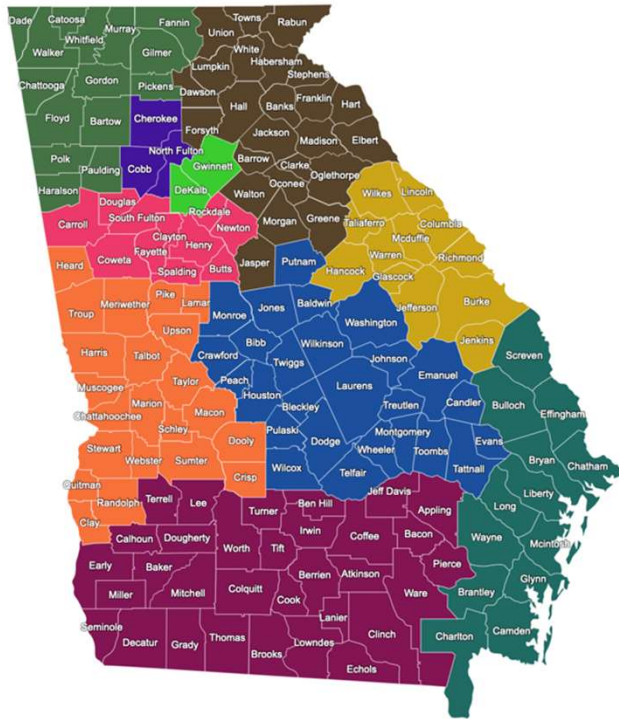 Dade
Catoosa
Murray
Fannin
Towns
Rabun
Union
Whitfield
Walker
Gilmer
White
Lumpkin
Habersham
Stephens
Chattooga
Gordon
Pickens
Dawson
Hall
Banks
Franklin
Hart
Floyd
Bartow
Cherokee
Forsyth
Jackson
Madison
Elbert
North Fulton
Polk
Paulding
Cobb
Gwinnett
Barrow
Clarke
Oglethorpe
Haralson
DeKalb
Oconee
Walton
Wilkes
Lincoln
Douglas
Rockdale
Carroll
South Fulton
Newton
Morgan
Greene
Taliaferro
Columbia
Clayton
Mcduffie
Fayette
Henry
Coweta
Spalding
Butts
Jasper
Putnam
Hancock
Warren
Richmond
Heard
Glascock
Pike
Lamar
Baldwin
Jefferson
Burke
Troup
Meriwether
Monroe
Jones
Washington
Upson
Jenkins
Harris
Talbot
Crawford
Bibb
Wilkinson
Johnson
Screven
Twiggs
Emanuel
Muscogee
Taylor
Peach
Houston
Laurens
Chattahoochee
Marion
Macon
Bleckley
Treutlen
Candler
Bulloch
Effingham
Schley
Dooly
Pulaski
Montgomery
Evans
Stewart
Webster
Sumter
Dodge
Wheeler
Toombs
Bryan
Chatham
Crisp
Wilcox
Telfair
Tattnall
Quitman
Randolph
Terrell
Lee
Jeff Davis
Liberty
Clay
Turner
Ben Hill
Appling
Long
Calhoun
Dougherty
Irwin
Coffee
Bacon
Wayne
Mcintosh
Worth
Tift
Early
Baker
Berrien
Atkinson
Pierce
Glynn
Miller
Mitchell
Colquitt
Cook
Ware
Brantley
Seminole
Lanier
Decatur
Grady
Thomas
Brooks
Lowndes
Clinch
Charlton
Camden
Echols